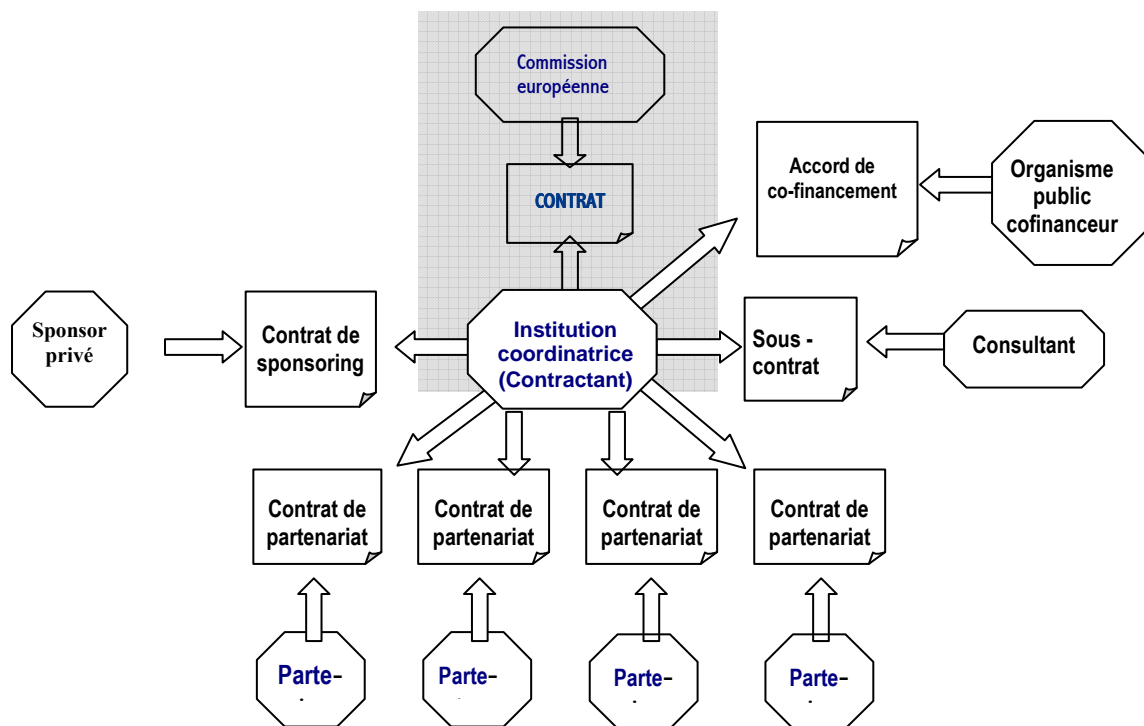 Commission
européenne
CONTRAT
Accord de
co-financement
Organisme
public
cofinanceur
Sponsor
privé
Contrat de
sponsoring
Institution
coordinatrice
(Contractant)
Sous -
contrat
Consultant
Contrat de
partenariat
Contrat de
partenariat
Contrat de
partenariat
Contrat de
partenariat
Parte-
Parte-
Parte-
Parte-